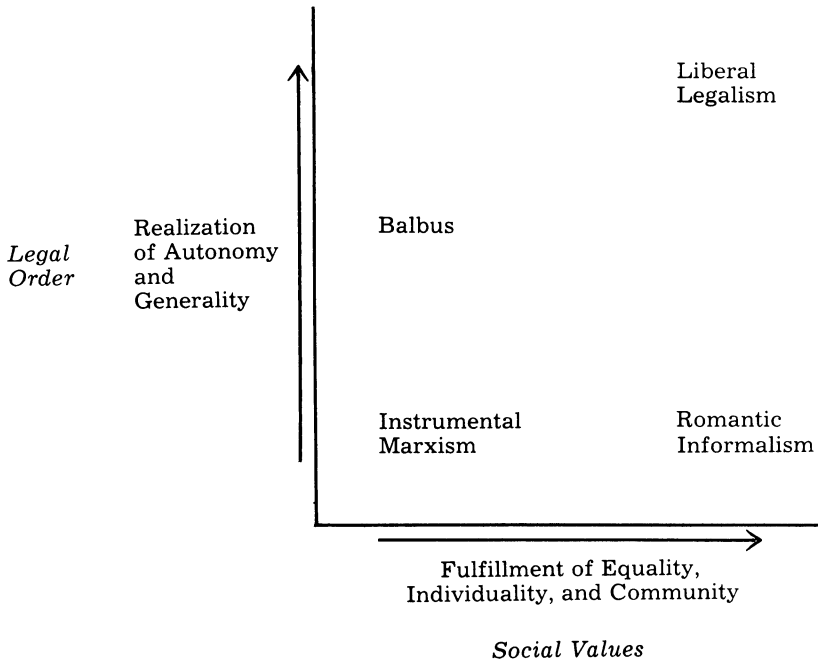 Liberal
Legalism
Legal
Order
Realization
of Autonomy
and
Generality
Balbus
Instrumental
Marxism
Romantic
Informalism
Fulfillment of Equality,
Individuality, and Community
Social Values